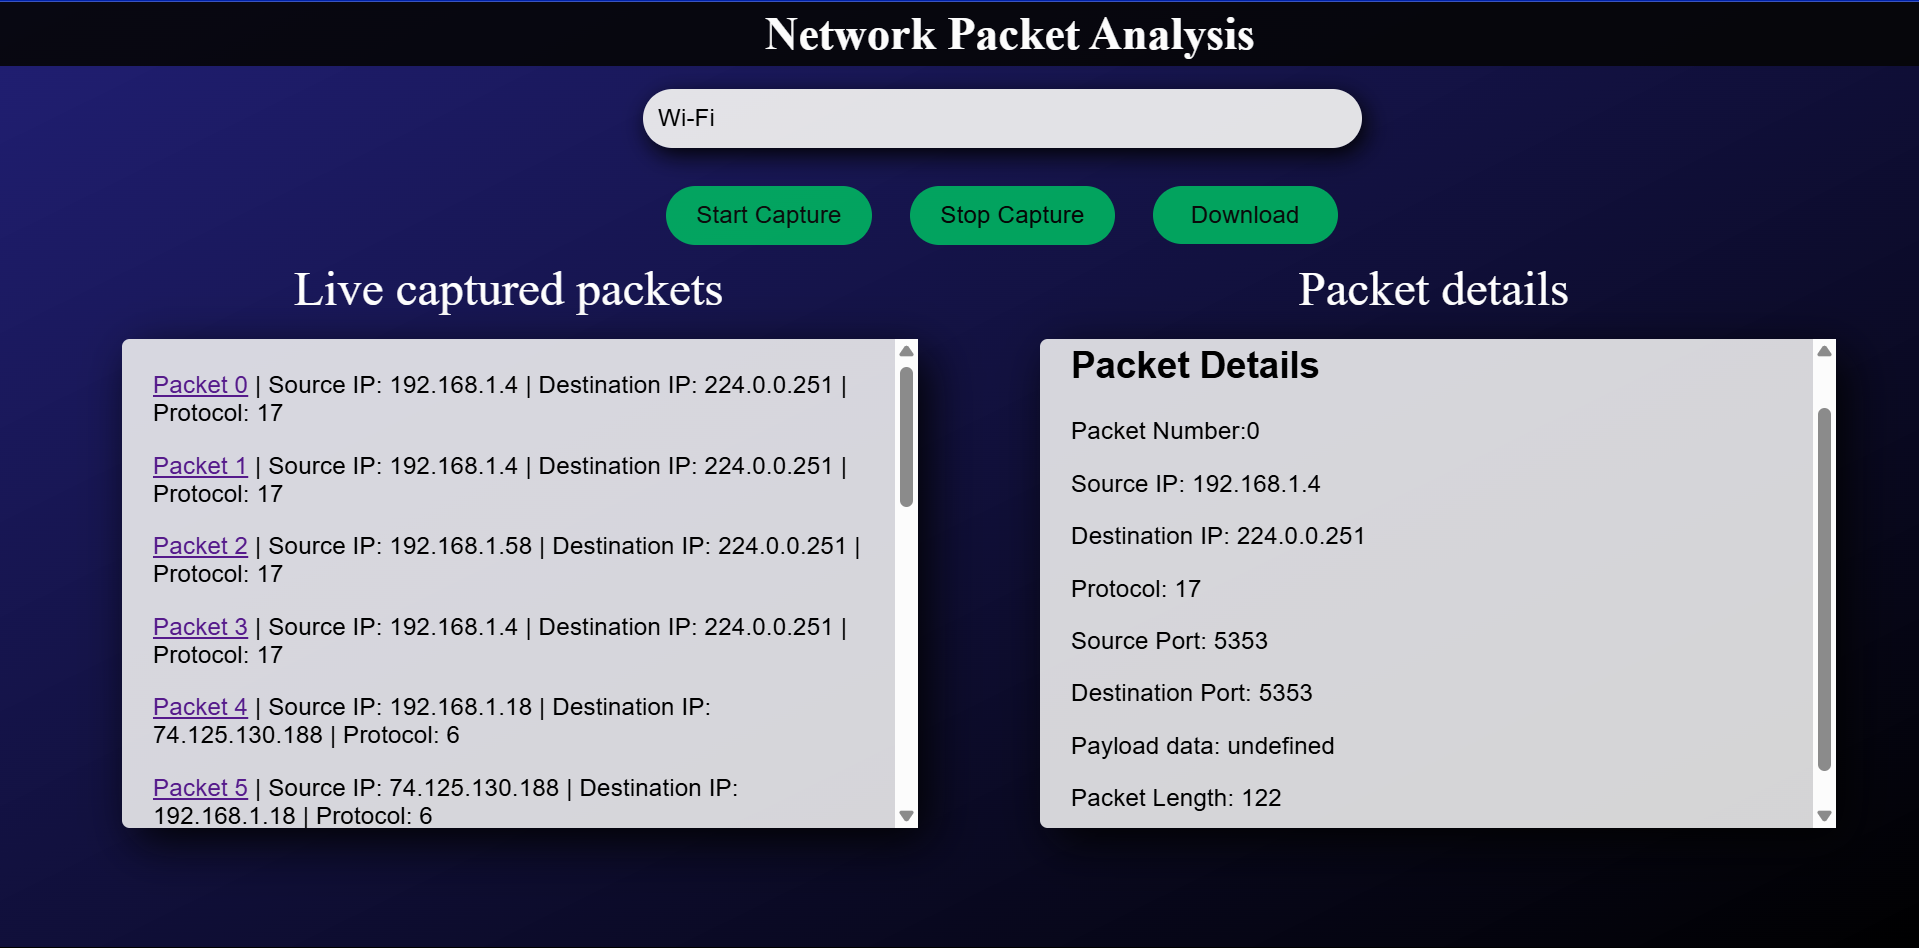 Network Packet Analysis
Wi-Fi
Start Capture
Stop Capture
Download
Live captured packets
Packet 0 | Source IP: 192.168.1.4 | Destination IP: 224.0.0.251 |
Protocol: 17
Packet 1 | Source IP: 192.168.1.4 | Destination IP: 224.0.0.251 |
Protocol: 17
Packet 2 | Source IP: 192.168.1.58 | Destination IP: 224.0.0.251 |
Protocol: 17
Packet 3 | Source IP: 192.168.1.4 | Destination IP: 224.0.0.251 |
Protocol: 17
Packet 4 | Source IP: 192.168.1.18 | Destination IP:
74.125.130.188 | Protocol: 6
Packet 5 | Source IP: 74.125.130.188 | Destination IP:
192.168.1.18 | Protocol: 6
Packet details
Packet Details
Packet Number:0
Source IP: 192.168.1.4
Destination IP: 224.0.0.251
Protocol: 17
Source Port: 5353
Destination Port: 5353
Payload data: undefined
Packet Length: 122